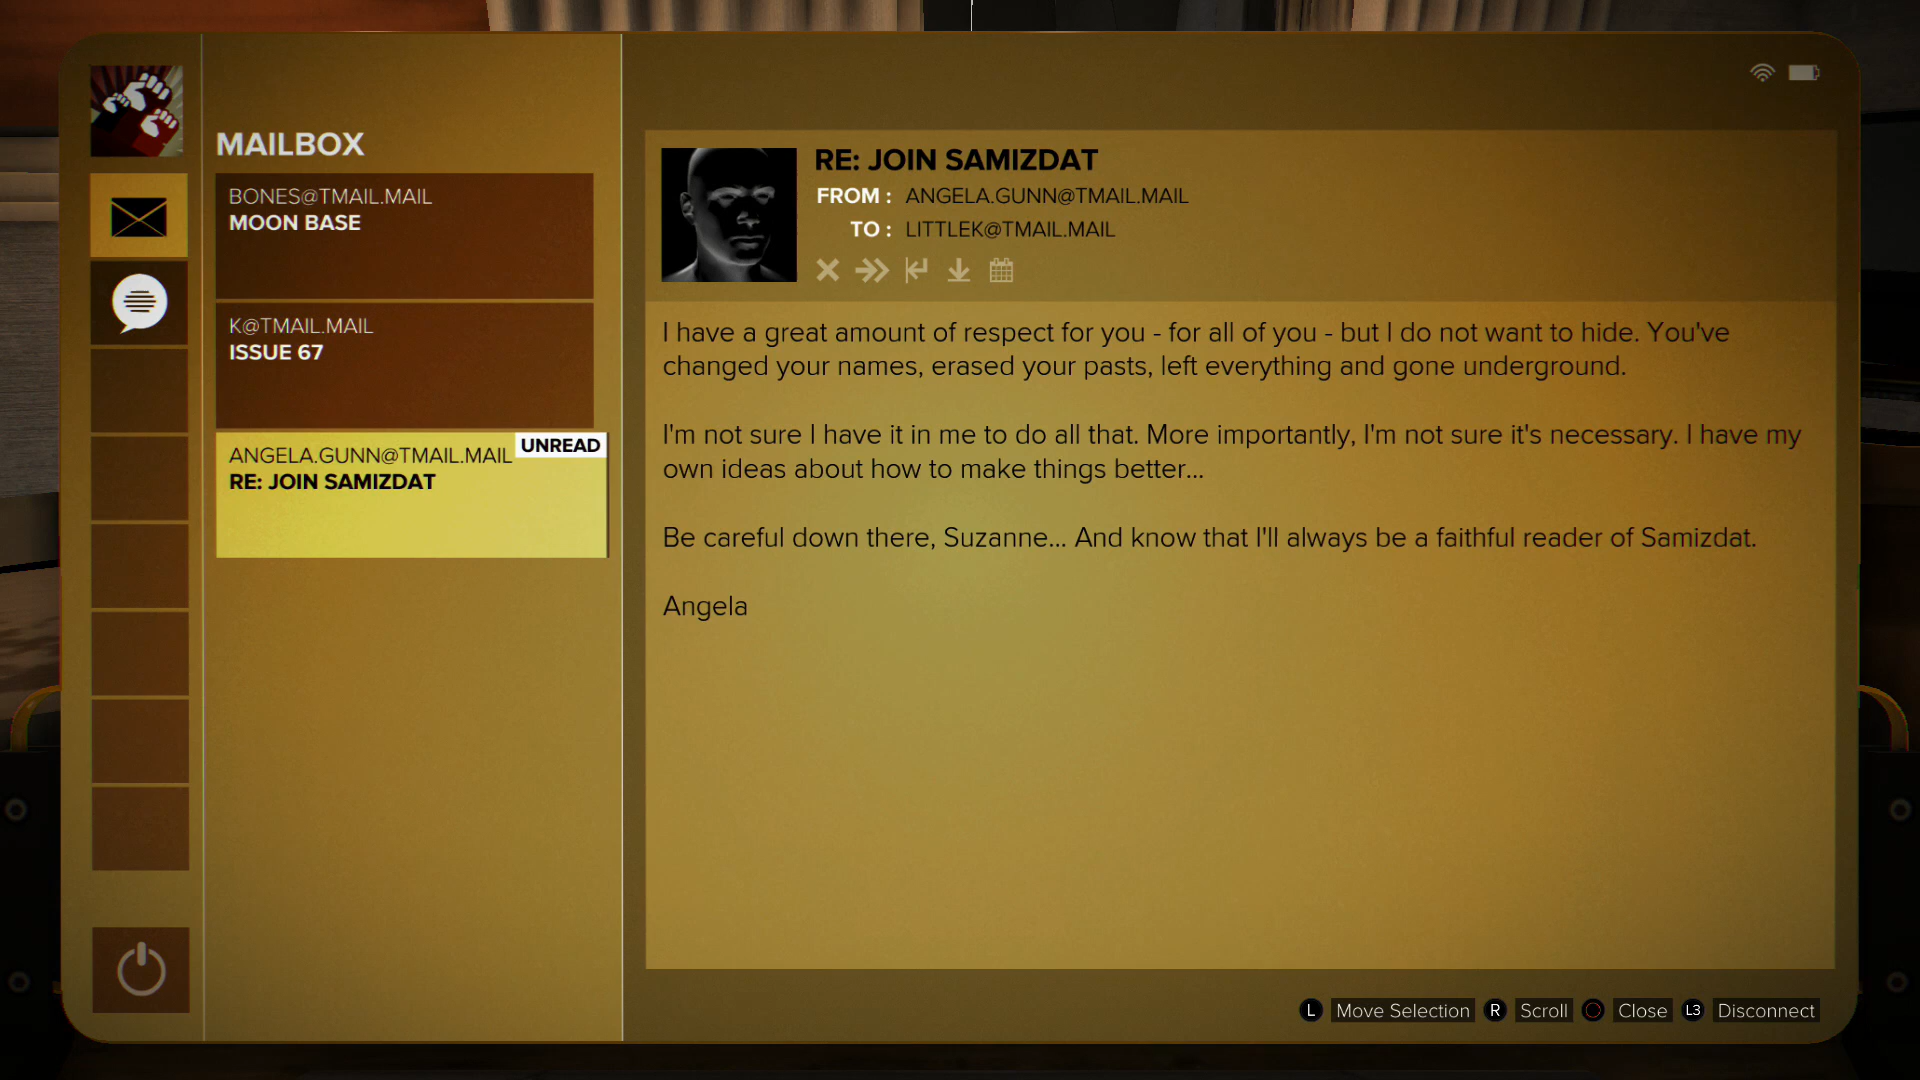 MAILBOX
BONES@TMAIL.MAIL
MOON BASE
K@TMAIL.MAIL
ISSUE 67
ANGELA.GUNN@TMAIL.MAIL
UNREAD
RE: JOIN SAMIZDAT
RE: JOIN SAMIZDAT
FROM : ANGELA.GUNN@TMAIL.MAIL
TO : LITTLEK@TMAIL.MAIL
I have a great amount of respect for you - for all of you - but I do not want to hide. You've
changed your names, erased your pasts, left everything and gone underground.
I'm not sure I have it in me to do all that. More importantly, I'm not sure it's necessary. I have my
own ideas about how to make things better...
Be careful down there, Suzanne... And know that I'll always be a faithful reader of Samizdat.
Angela
L Move Selection R Scroll Close L3 Disconnect